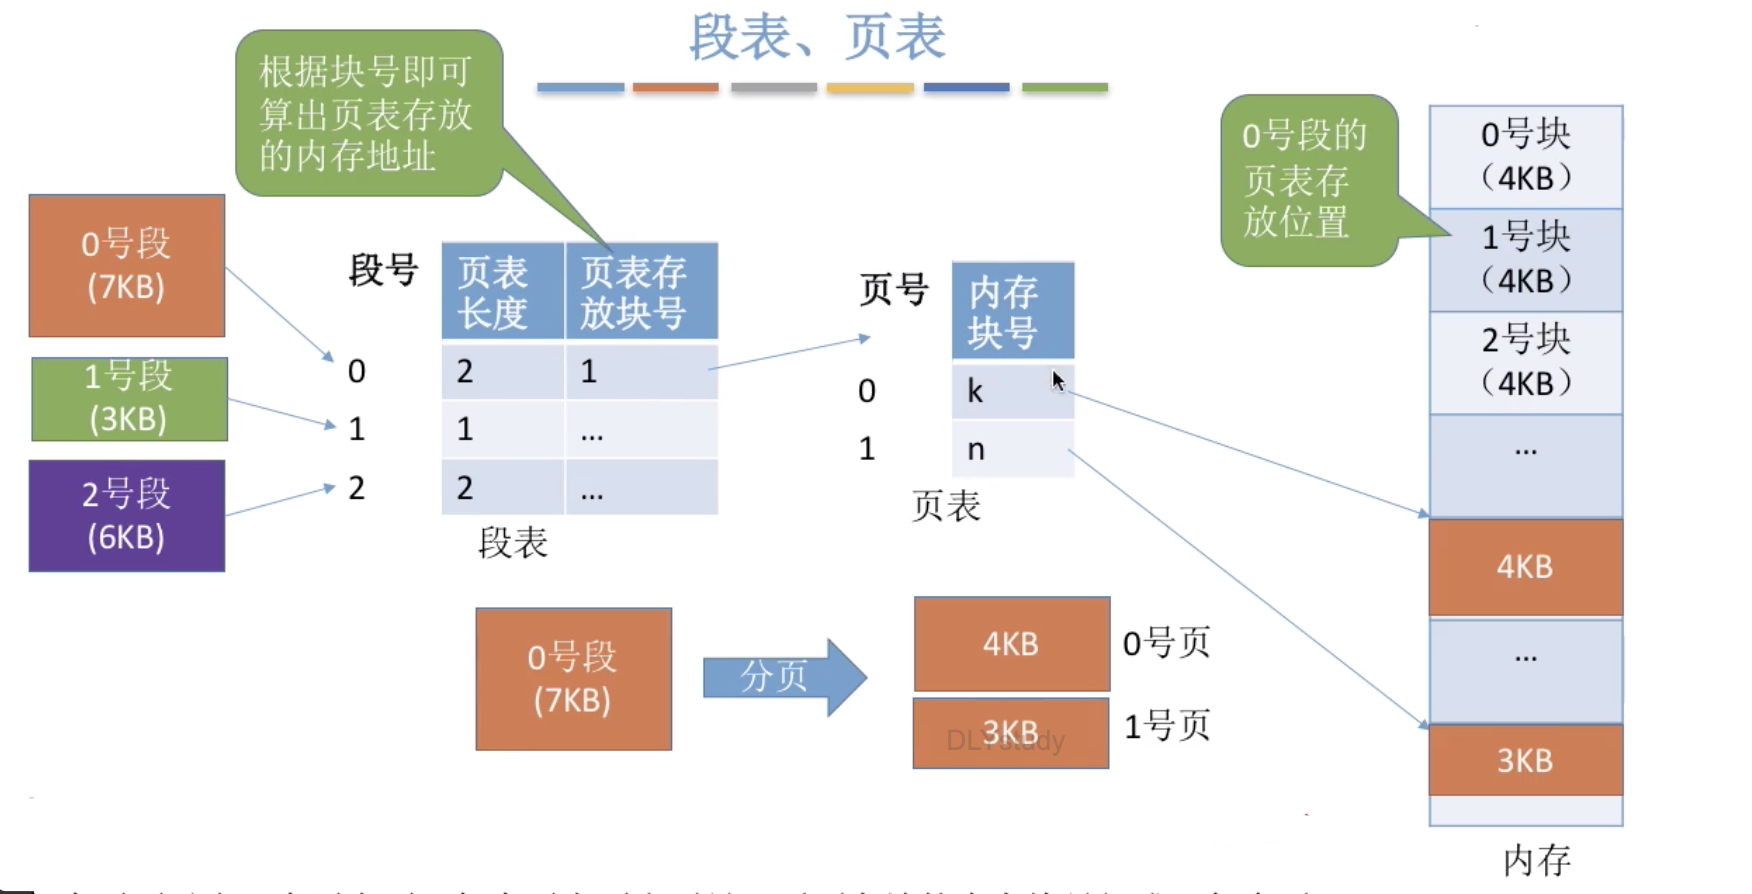 段表、页表
根据块号即可
算出页表存放
的内存地址
0号段的
页表存
放位置
0号段
(7KB)
1号段
(3KB)
2号段
(6KB)
段号
页表
长度
页表存
放块号
0
2
1
1
1
...
2
2
...
段表
页号
内存
块号
0
k
1
n
页表
0号段
(7KB)
分页
4KB
0号页
3KB
1号页
DLYstudy
0号块
（4KB）
1号块
（4KB）
2号块
（4KB）
...
4KB
...
3KB
内存